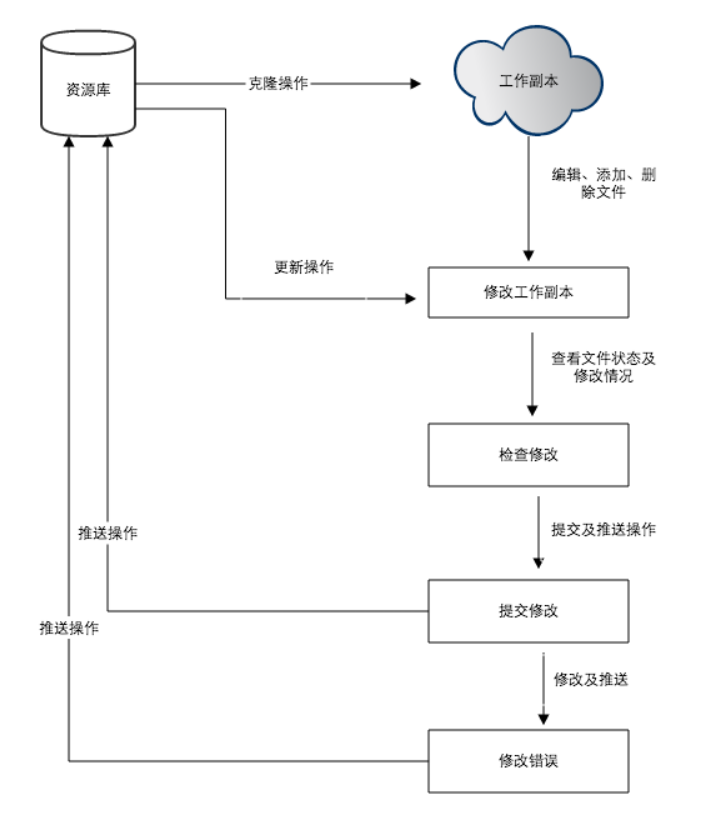 资源库
克隆操作
工作副本
编辑、添加、删
除文件
更新操作
修改工作副本
查看文件状态及
修改情况
检查修改
推送操作
提交及推送操作
提交修改
推送操作
修改及推送
修改错误